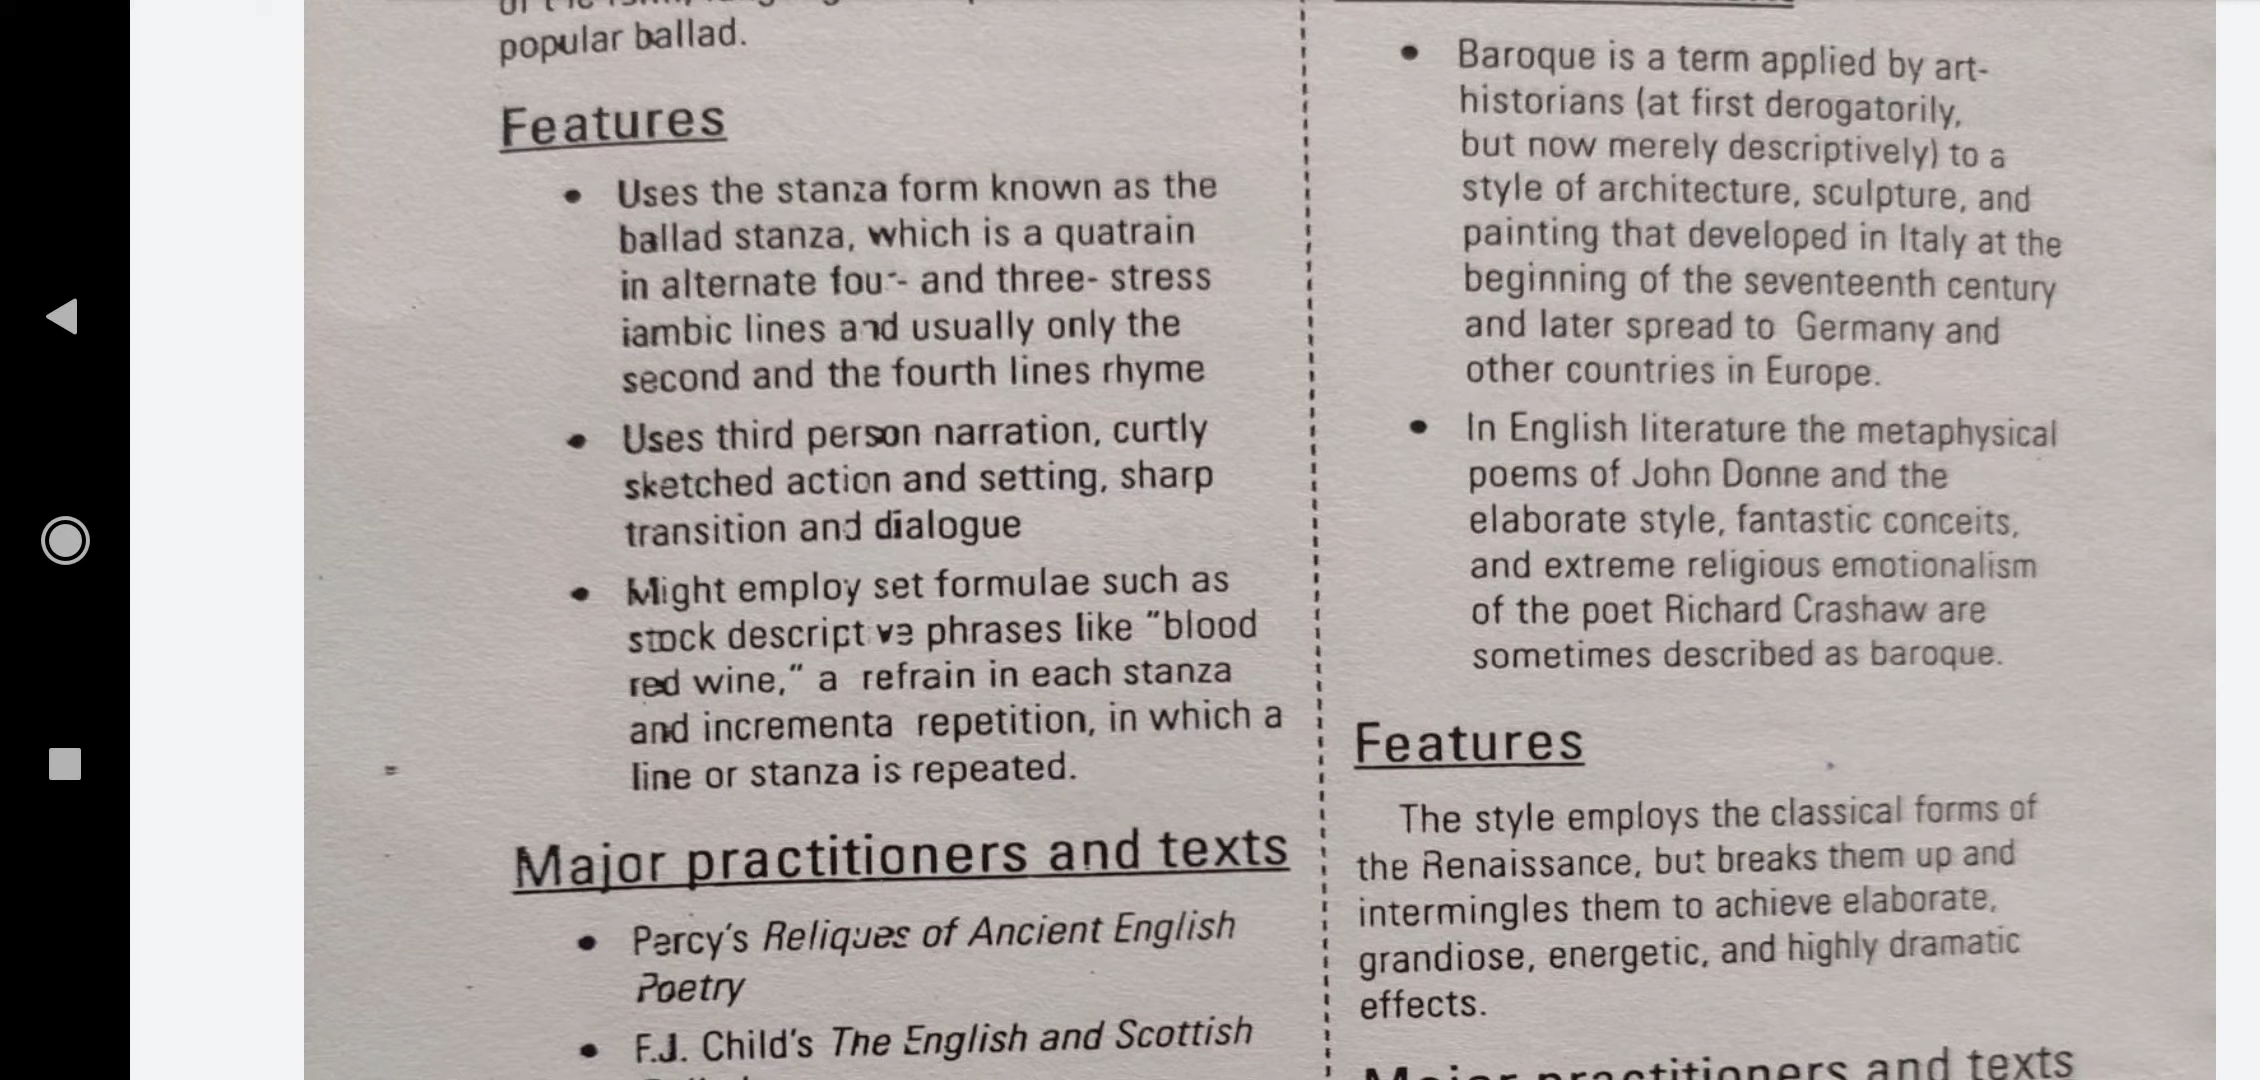 popular ballad.
Features
• Uses the stanza form known as the
ballad stanza, which is a quatrain
in alternate four- and three- stress
iambic lines and usually only the
second and the fourth lines rhyme
• Uses third person narration, curtly
sketched action and setting, sharp
transition and dialogue
• Might employ set formulae such as
stock descriptive phrases like "blood
red wine," a refrain in each stanza
and incrementa repetition, in which a
line or stanza is repeated.
Major practitioners and texts
• Percy's Reliques of Ancient English
Poetry
• F.J. Child's The English and Scottish
• Baroque is a term applied by art-
historians (at first derogatorily,
but now merely descriptively) to a
style of architecture, sculpture, and
painting that developed in Italy at the
beginning of the seventeenth century
and later spread to Germany and
other countries in Europe.
• In English literature the metaphysical
poems of John Donne and the
elaborate style, fantastic conceits,
and extreme religious emotionalism
of the poet Richard Crashaw are
sometimes described as baroque.
Features
The style employs the classical forms of
the Renaissance, but breaks them up and
intermingles them to achieve elaborate,
grandiose, energetic, and highly dramatic
effects.
Major practitioners and texts